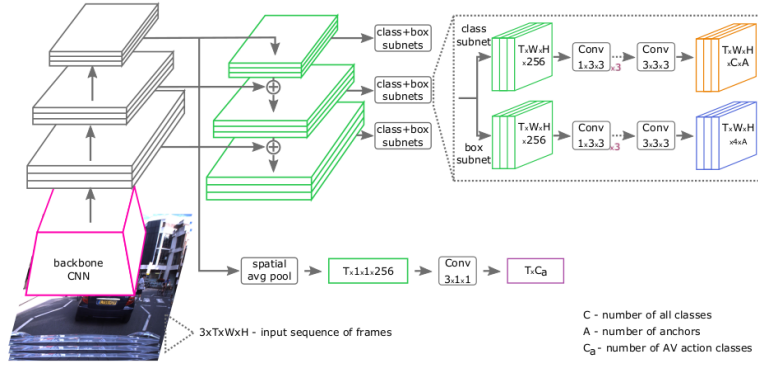 class+box
subnets
class+box
subnets
class+box
subnets
class
subnet
TxWxH
x256
Conv
1x3x3
x3
Conv
3x3x3
TxWxH
xCxA
box
subnet
TxWxH
x256
Conv
1x3x3
x3
Conv
3x3x3
TxWxH
x4xA
backbone
CNN
spatial
avg pool
Tx1x1x256
Conv
3x1x1
TxCa
3xTxWxH - input sequence of frames
C - number of all classes
A - number of anchors
Ca - number of AV action classes